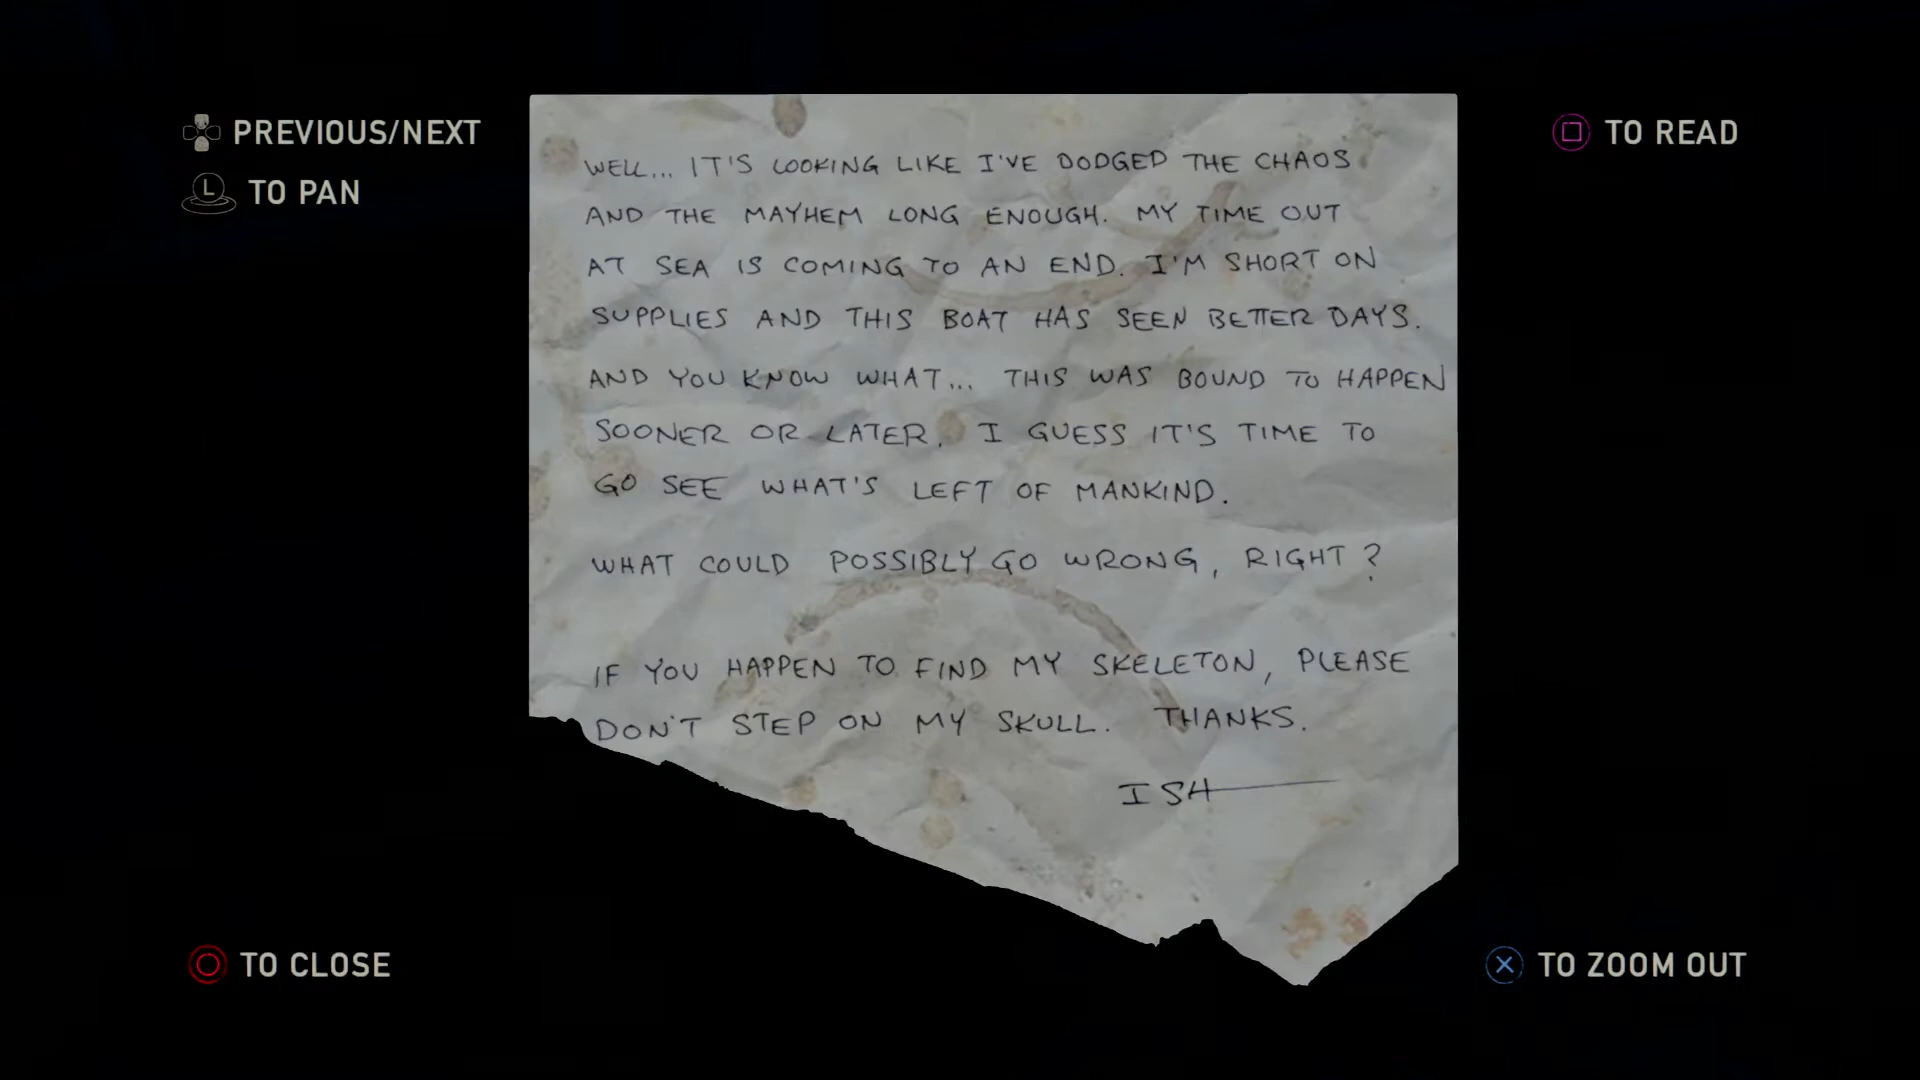 PREVIOUS/NEXT
L TO PAN
TO READ
WELL... IT'S LOOKING LIKE I'VE DODGED THE CHAOS
AND THE MAYHEM LONG ENOUGH. MY TIME OUT
AT SEA IS COMING TO AN END. I'M SHORT ON
SUPPLIES AND THIS BOAT HAS SEEN BETTER DAYS.
AND YOU KNOW WHAT... THIS WAS BOUND TO HAPPEN
SOONER OR LATER. I GUESS IT'S TIME TO
GO SEE WHAT'S LEFT OF MANKIND.
WHAT COULD POSSIBLY GO WRONG, RIGHT?
IF YOU HAPPEN TO FIND MY SKELETON, PLEASE
DON'T STEP ON MY SKULL. THANKS.
ISH
TO CLOSE
TO ZOOM OUT